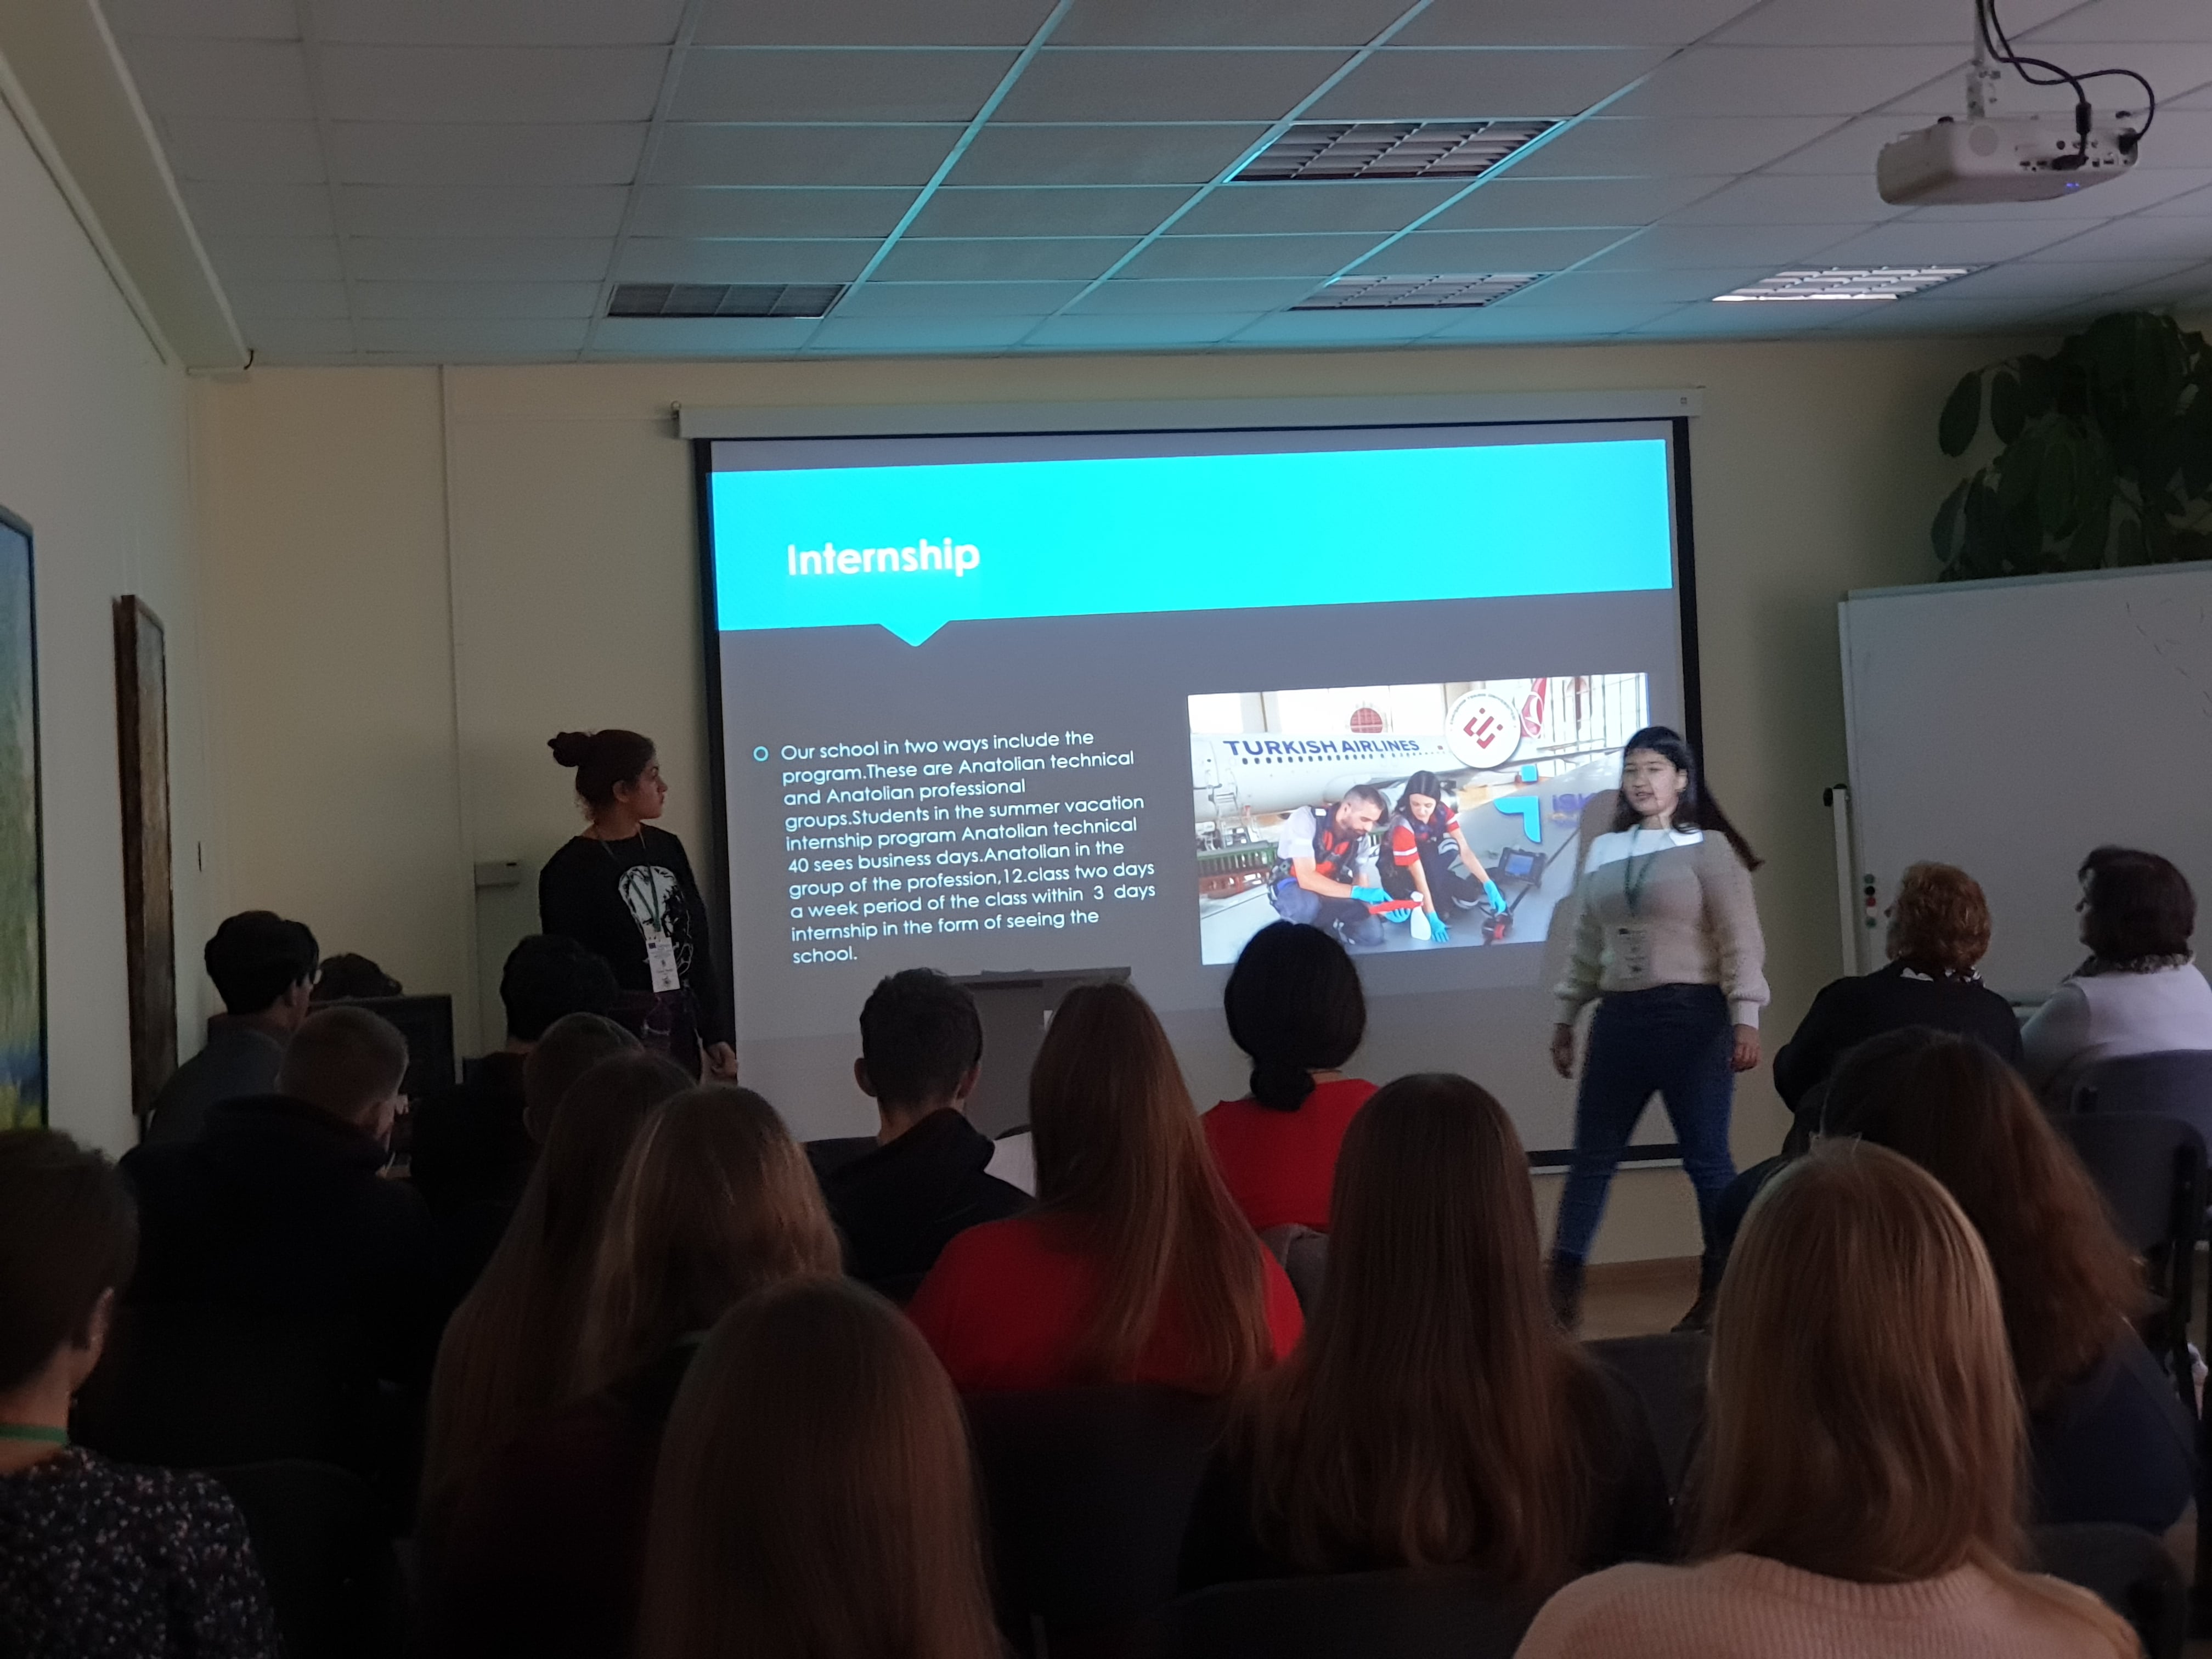 Internship
Our school in two ways include the
program.These are Anatolian technical
and Anatolian professional
groups.Students in the summer vacation
internship program Anatolian technical
40 sees business days.Anatolian in the
group of the profession,12.class two days
a week period of the class within 3 days
internship in the form of seeing the
school.
TURKISH AIRLINES